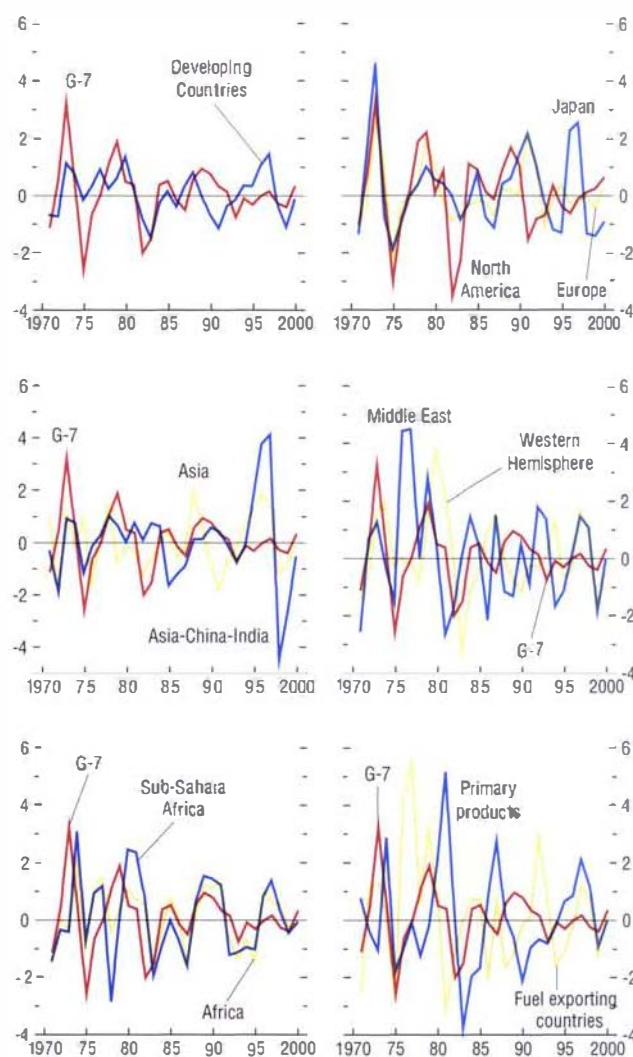 6
4
2
0
-2
-4
G-7
Developing
Countries
1970 75 80 85 90 95 2000
6
4
2
0
-2
-4
Japan
North
America
Europe
1970 75 80 85 90 95 2000
6
4
2
0
-2
-4
G-7
Asia
Asia-China-India
1970 75 80 85 90 95 2000
6
4
2
0
-2
-4
Middle East
Western
Hemisphere
G-7
1970 75 80 85 90 95 2000
6
4
2
0
-2
-4
G-7
Sub-Sahara
Africa
Africa
1970 75 80 85 90 95 2000
6
4
2
0
-2
-4
G-7
Primary
products
Fuel exporting
countries
1970 75 80 85 90 95 2000